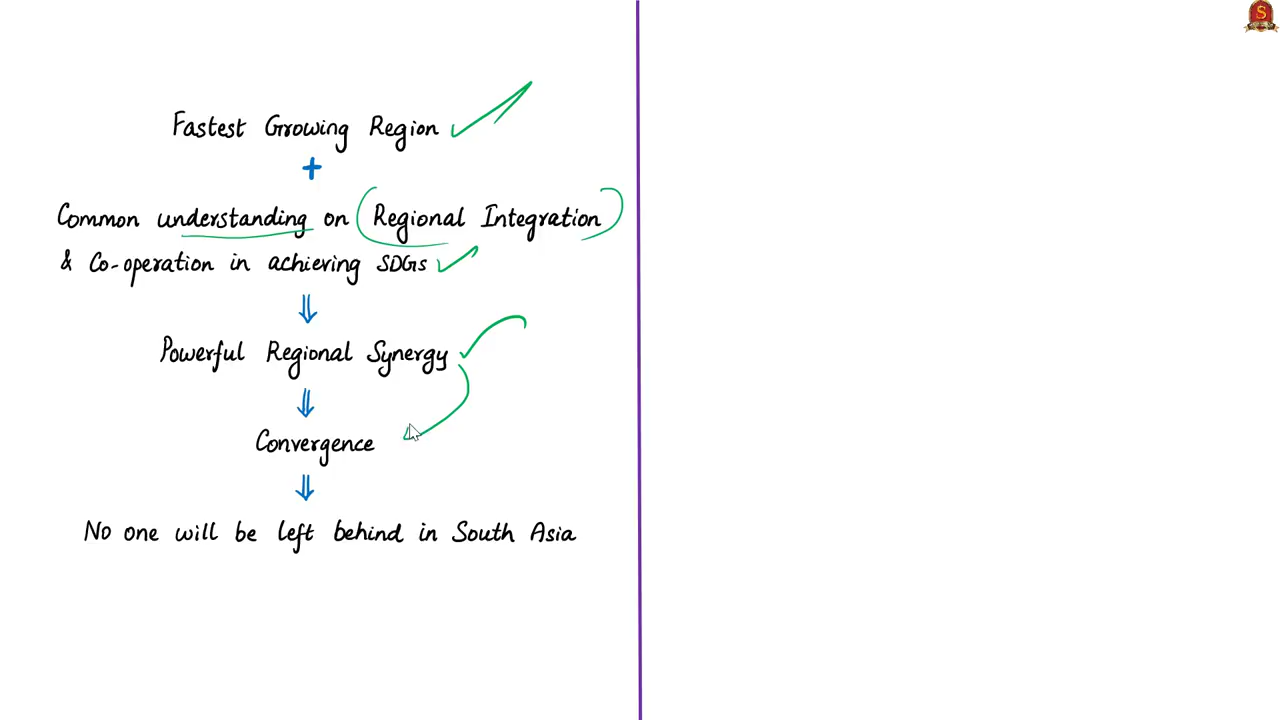 Fastest Growing Region
+
Common understanding on Regional Integration
& Co-operation in achieving SDGs
⇓
Powerful Regional Synergy
⇓
Convergence
⇓
No one will be left behind in South Asia
S